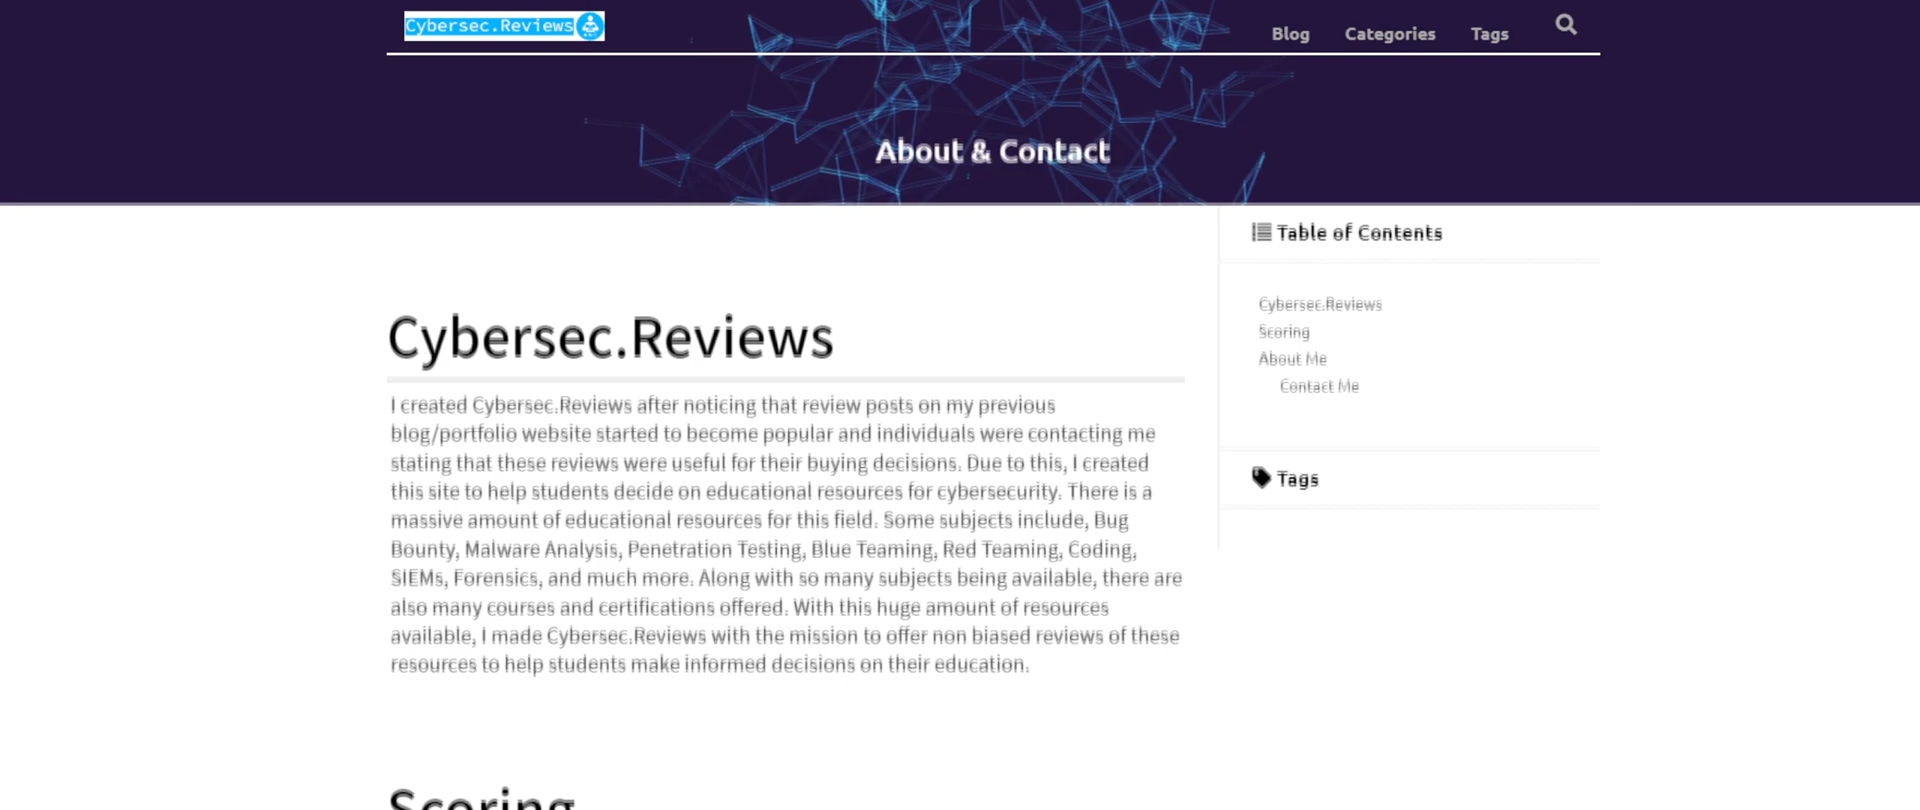 Cybersec.Reviews
Blog
Categories
Tags
About & Contact
Cybersec.Reviews
I created Cybersec.Reviews after noticing that review posts on my previous
blog/portfolio website started to become popular and individuals were contacting me
stating that these reviews were useful for their buying decisions. Due to this, I created
this site to help students decide on educational resources for cybersecurity. There is a
massive amount of educational resources for this field. Some subjects include, Bug
Bounty, Malware Analysis, Penetration Testing, Blue Teaming, Red Teaming, Coding,
SIEMs, Forensics, and much more. Along with so many subjects being available, there are
also many courses and certifications offered. With this huge amount of resources
available, I made Cybersec.Reviews with the mission to offer non biased reviews of these
resources to help students make informed decisions on their education.
Scoring
Table of Contents
Cybersec.Reviews
Scoring
About Me
Contact Me
Tags